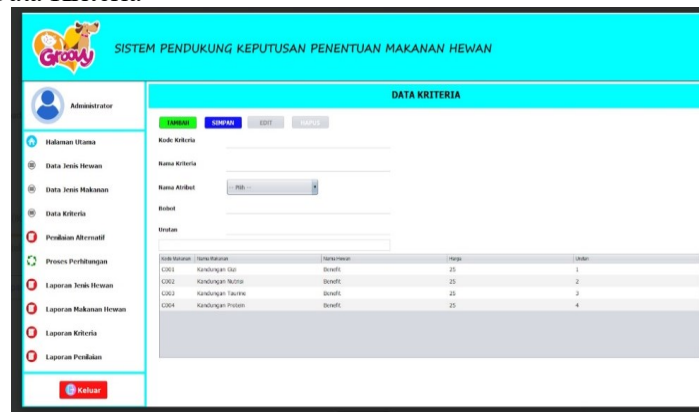 Groovy
SISTEM PENDUKUNG KEPUTUSAN PENENTUAN MAKANAN HEWAN
Administrator
DATA KRITERIA
TAMBAH SIMPAN EDIT HAPUS
Halaman Utama
Data Jenis Hewan
Data Jenis Makanan
Data Kriteria
Penilaian Alternatif
Proses Perhitungan
Laporan Jenis Hewan
Laporan Makanan Hewan
Laporan Kriteria
Laporan Penilaian
Keluar
Kode Kriteria
Nama Kriteria
Nama Atribut -- Pilih --
Bobot
Urutan
Kode Makanan Nama Makanan Nama Hewan Harga Urutan
C001 Kandungan Gizi Benefit 25 1
C002 Kandungan Nutrisi Benefit 25 2
C003 Kandungan Taurine Benefit 25 3
C004 Kandungan Protein Benefit 25 4